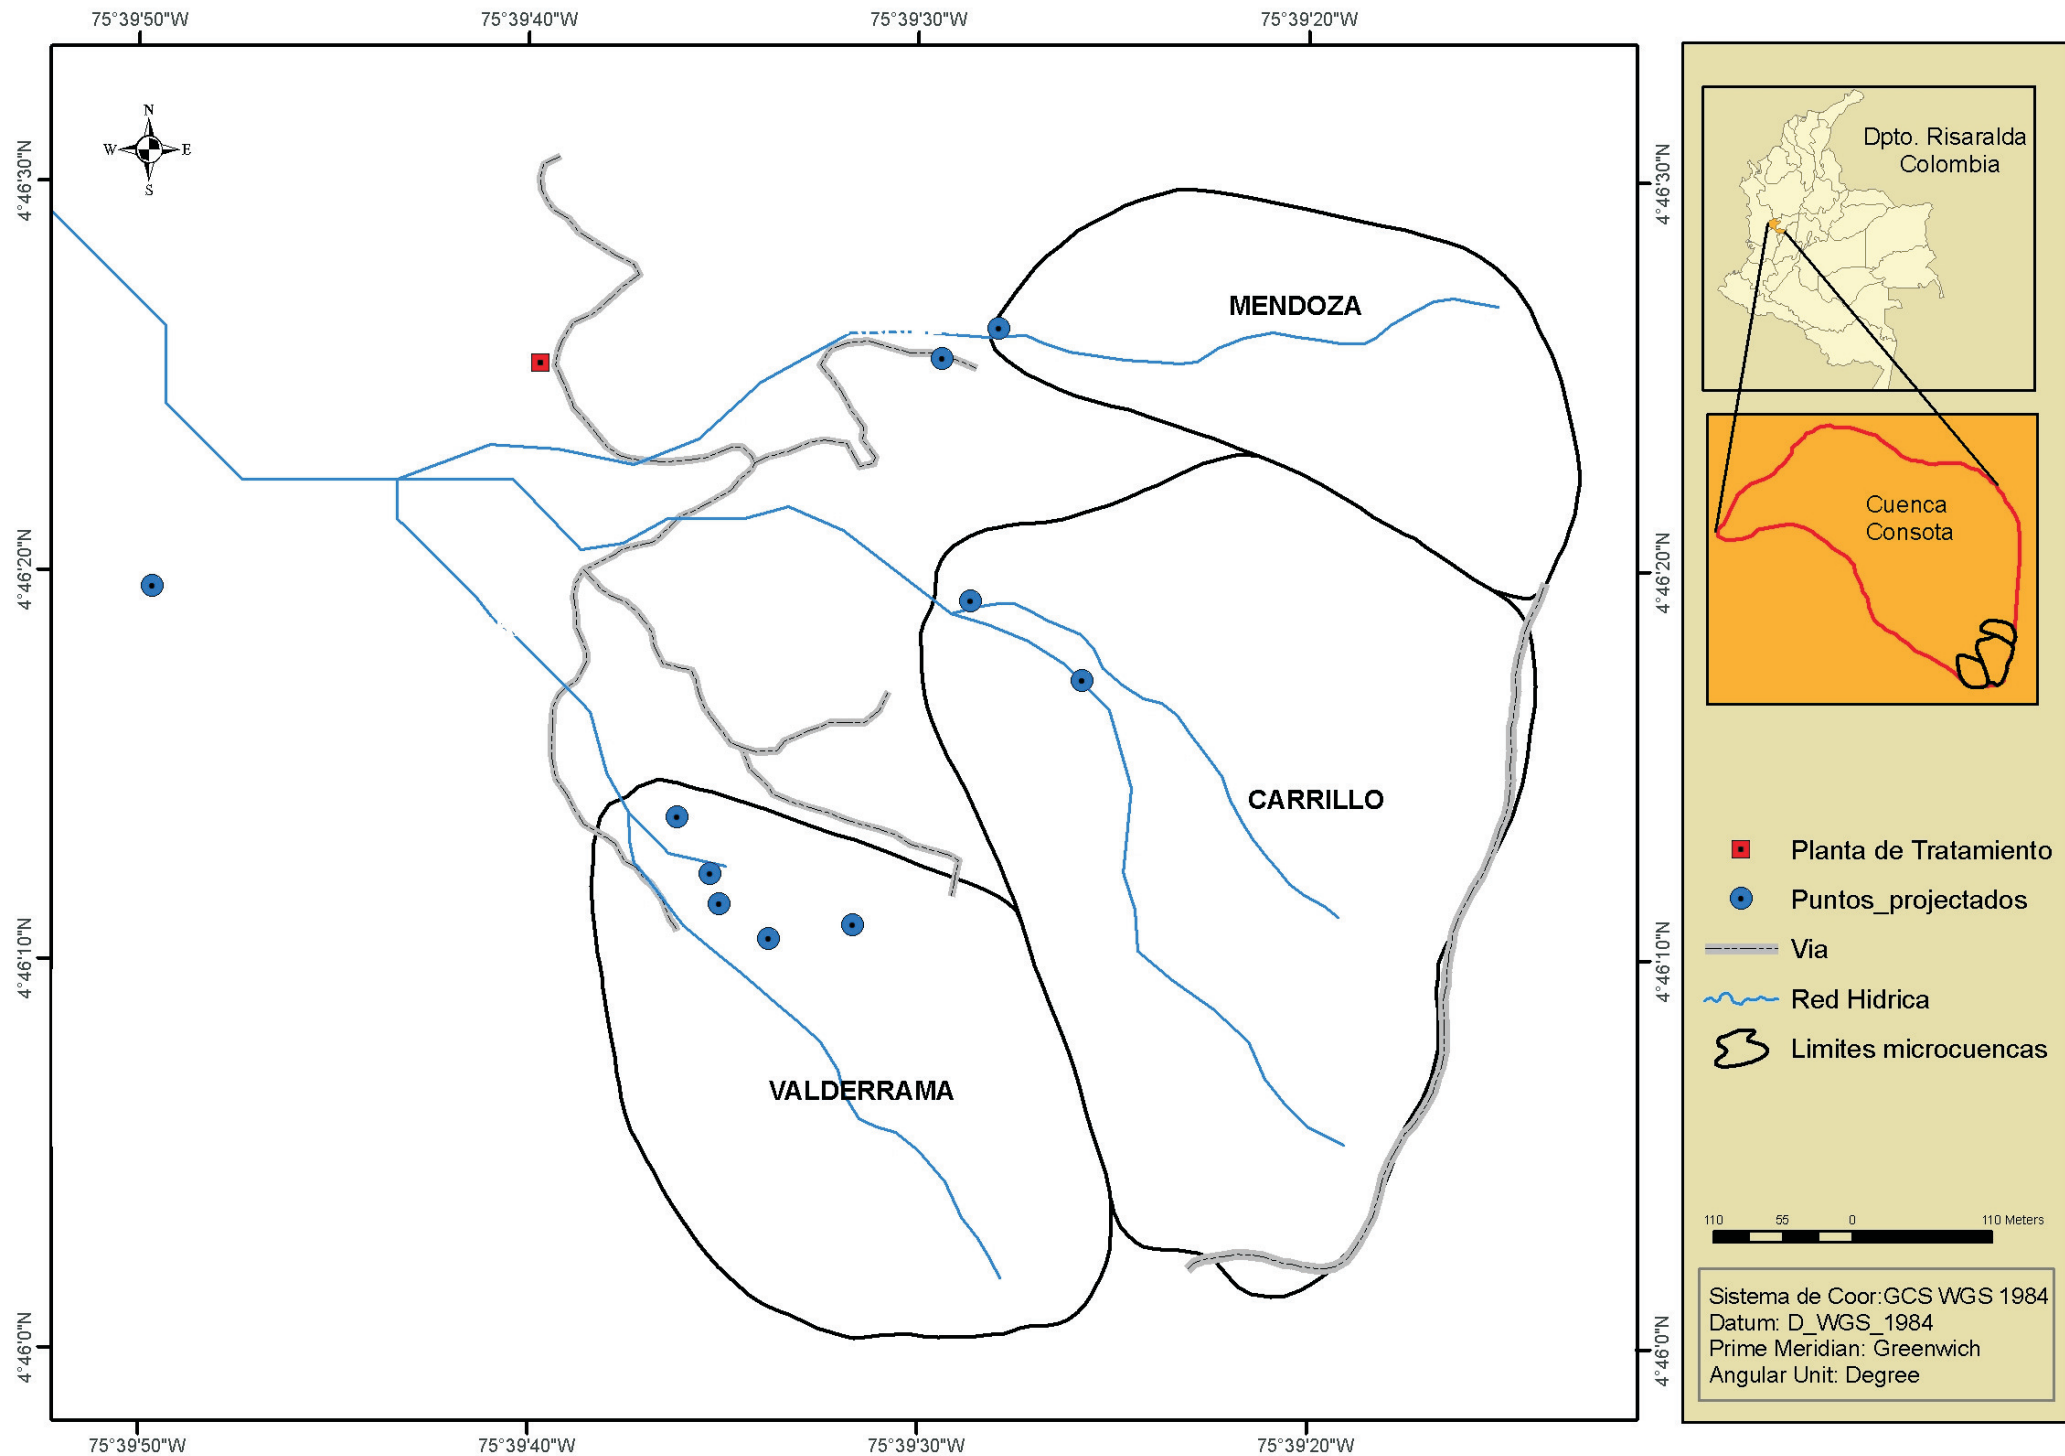 75°39'50"W
75°39'40"W
75°39'30"W
75°39'20"W
4°46'30"N
4°46'20"N
4°46'10"N
4°46'0"N
N
W
E
S
MENDOZA
CARRILLO
VALDERRAMA
4°46'30"N
4°46'20"N
4°46'10"N
4°46'0"N
75°39'50"W
75°39'40"W
75°39'30"W
75°39'20"W
Dpto. Risaralda
Colombia
Cuenca
Consota
Planta de Tratamiento
Puntos_projectados
Via
Red Hidrica
Limites microcuencas
110 55 0 110 Meters
Sistema de Coor:GCS WGS 1984
Datum: D_WGS_1984
Prime Meridian: Greenwich
Angular Unit: Degree